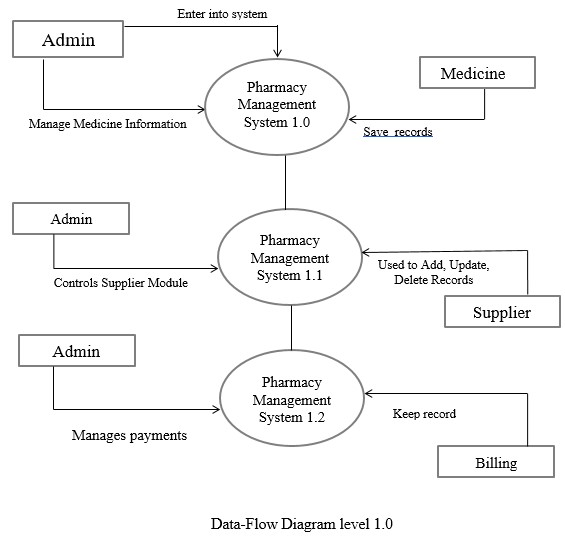 Enter into system
Admin
Medicine
Pharmacy
Management
System 1.0
Manage Medicine Information
Save records
Admin
Pharmacy
Management
System 1.1
Used to Add, Update,
Delete Records
Controls Supplier Module
Supplier
Admin
Pharmacy
Management
System 1.2
Keep record
Manages payments
Billing
Data-Flow Diagram level 1.0